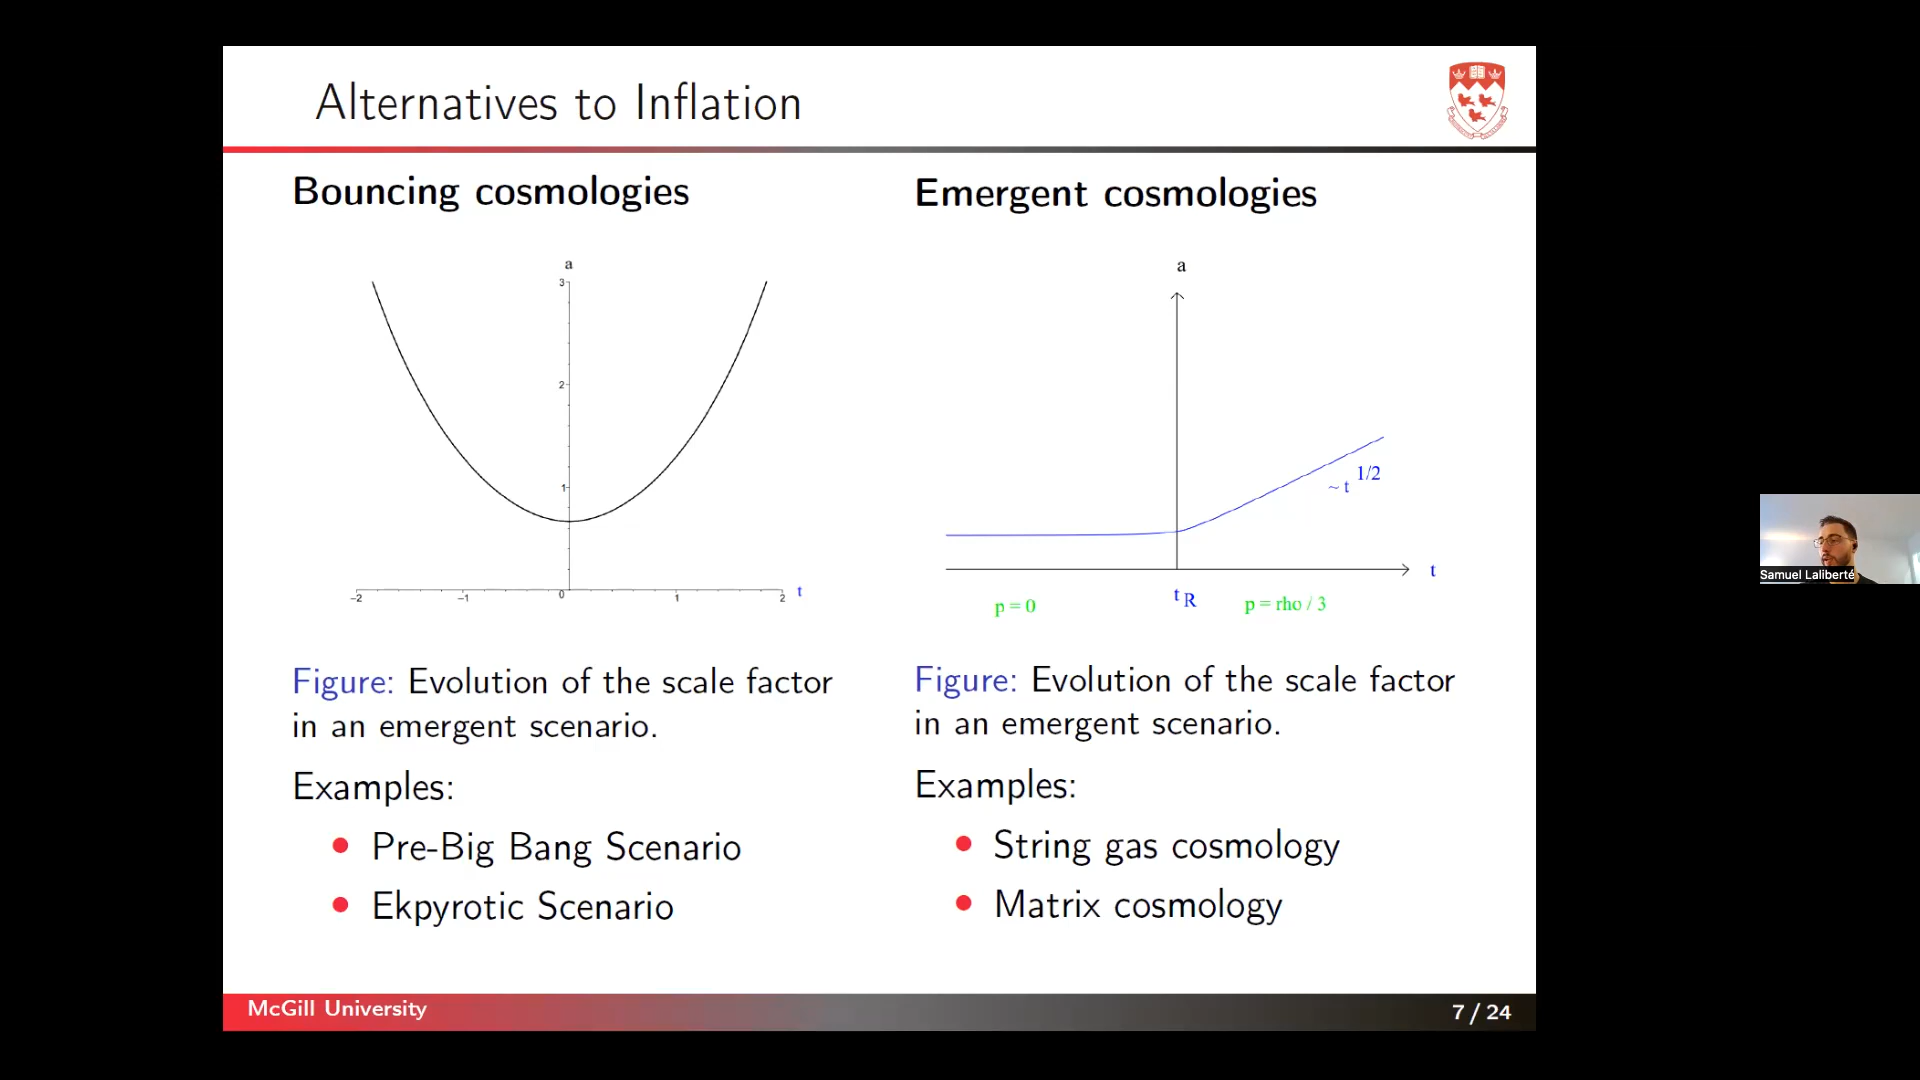 Alternatives to Inflation
Bouncing cosmologies
a
3
2
1
-2
-1
0
1
2
t
Figure: Evolution of the scale factor
in an emergent scenario.
Examples:
Pre-Big Bang Scenario
Ekpyrotic Scenario
Emergent cosmologies
a
~ t 1/2
t
p = 0
t R
p = rho / 3
Figure: Evolution of the scale factor
in an emergent scenario.
Examples:
String gas cosmology
Matrix cosmology
McGill University
7 / 24
Samuel Laliberté